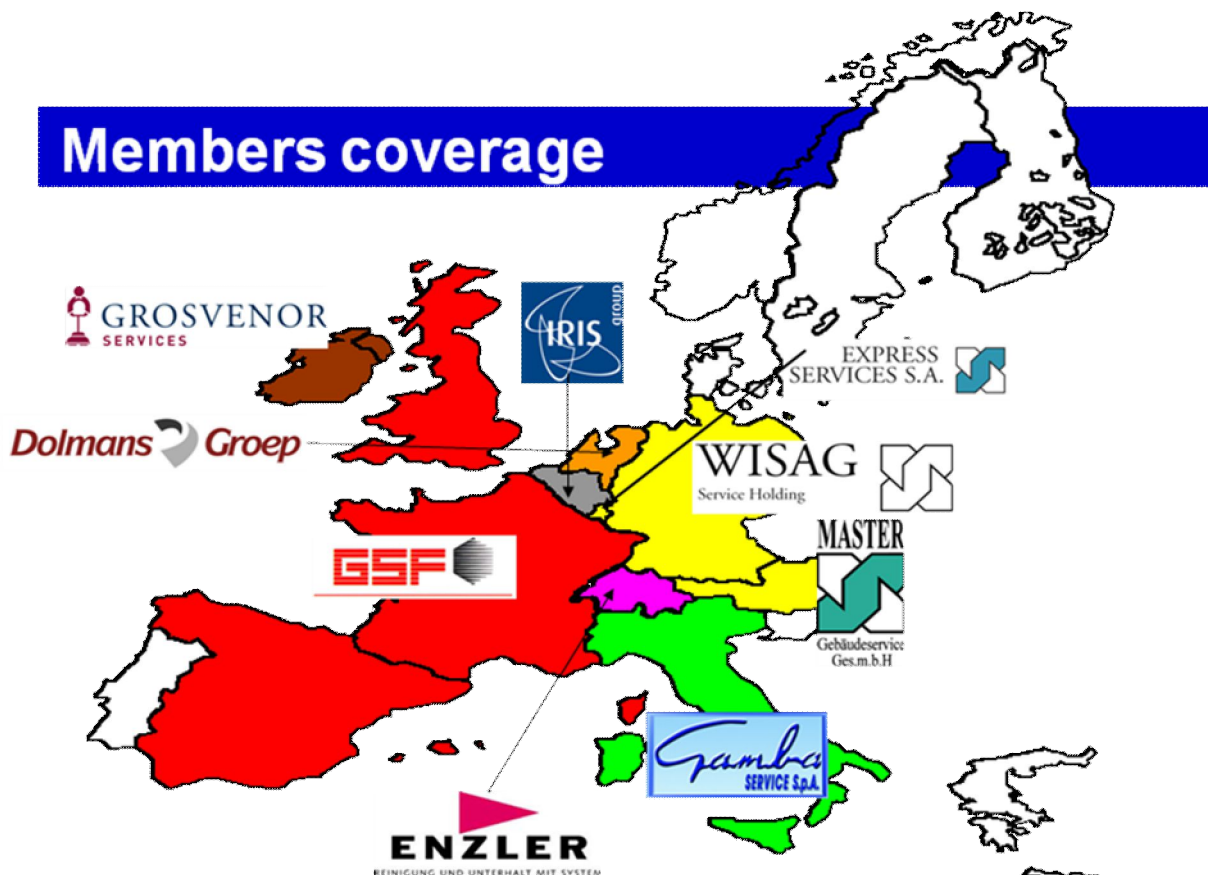 Members coverage
GROSVENOR
SERVICES
IRIS
group
EXPRESS
SERVICES S.A.
Dolmans Groep
WISAG
Service Holding
MASTER
Gebäudeservice
Ges.m.b.H
GSF
Gamba
SERVICE S.p.A.
ENZLER
REINIGUNG UND UNTERHALT MIT SYSTEM